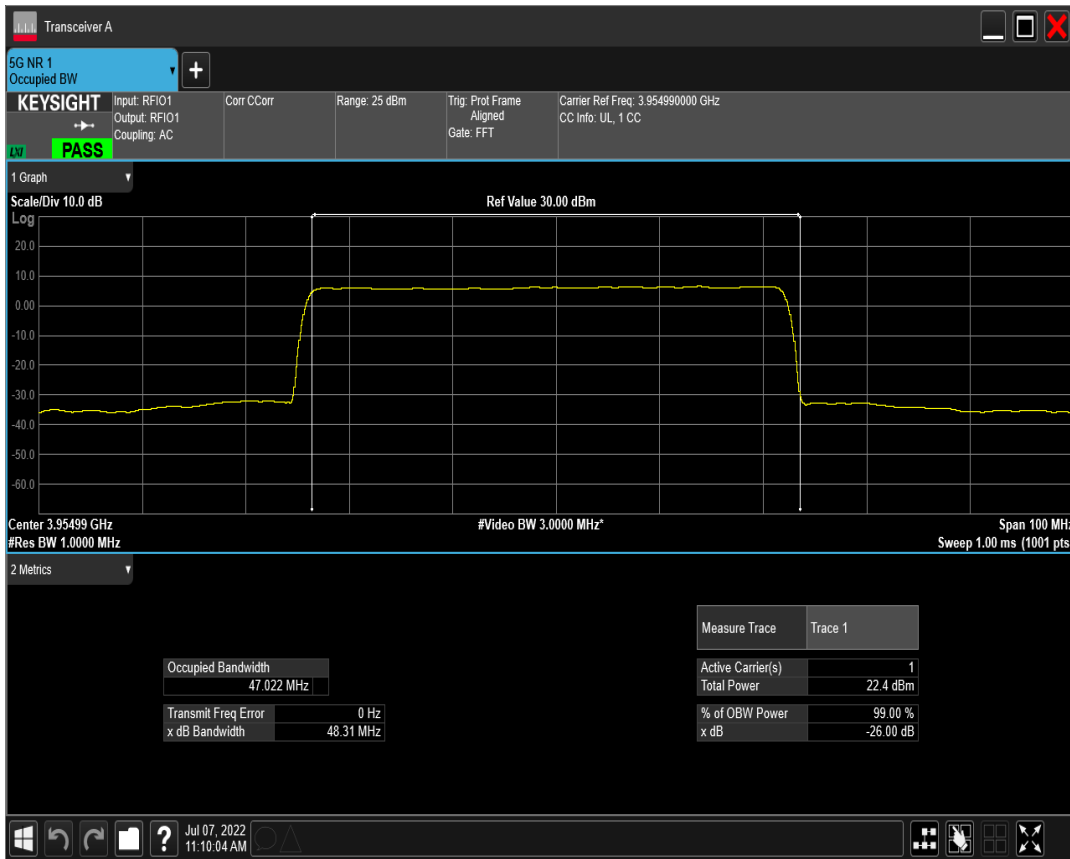 Transceiver A
5G NR 1
Occupied BW
KEYSIGHT
LXI
PASS
Input: RFIO1
Output: RFIO1
Coupling: AC
Corr CCorr
Range: 25 dBm
Trig: Prot Frame
Aligned
Gate: FFT
Carrier Ref Freq: 3.954990000 GHz
CC Info: UL, 1 CC
1 Graph
Scale/Div 10.0 dB
Ref Value 30.00 dBm
Log
20.0
10.0
0.00
-10.0
-20.0
-30.0
-40.0
-50.0
-60.0
Center 3.95499 GHz
#Video BW 3.0000 MHz*
Span 100 MHz
#Res BW 1.0000 MHz
Sweep 1.00 ms (1001 pts
2 Metrics
Measure Trace Trace 1
Occupied Bandwidth
47.022 MHz
Active Carrier(s) 1
Total Power 22.4 dBm
Transmit Freq Error 0 Hz
x dB Bandwidth 48.31 MHz
% of OBW Power 99.00 %
x dB -26.00 dB
?
Jul 07, 2022
11:10:04 AM